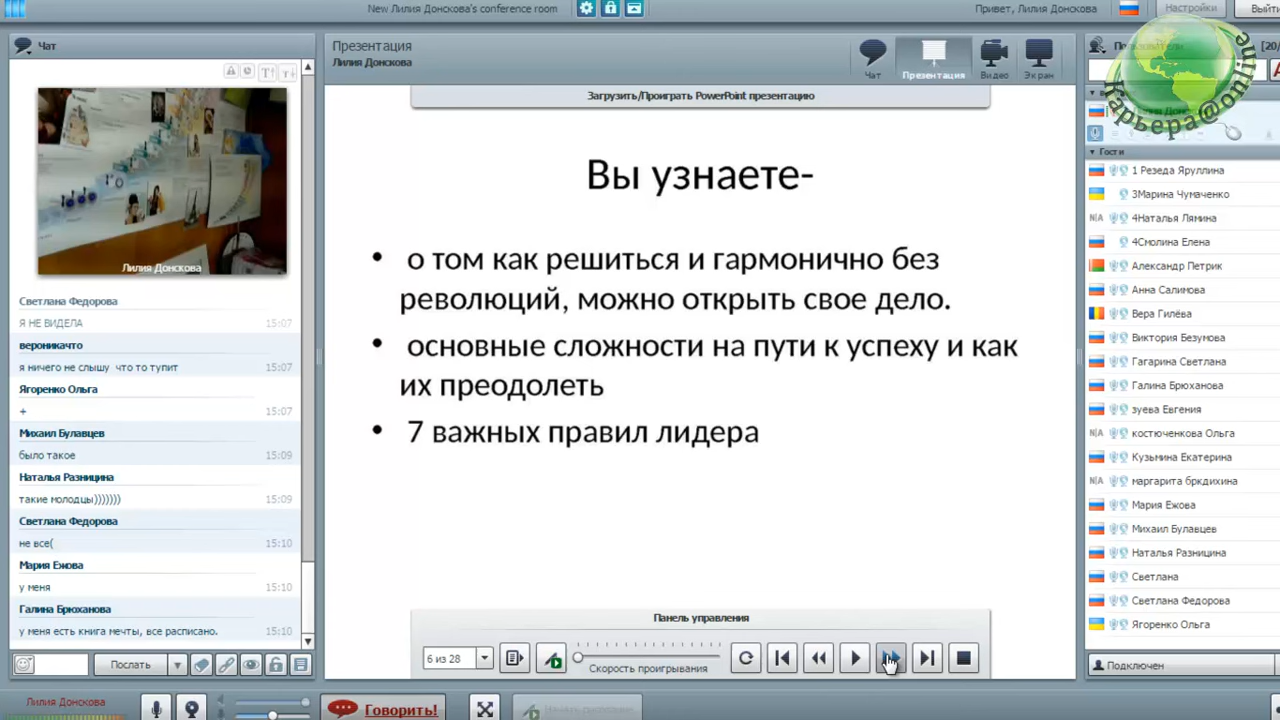 New Лилия Донскова's conference room
Привет, Лилия Донскова
Настройки
Выйти
Чат
Презентация
Лилия Донскова
Чат
Презентация
Видео
Экран
Карьера@online
Загрузить/Проиграть PowerPoint презентацию
Лилия Донскова
Вы узнаете-
• о том как решиться и гармонично без
революций, можно открыть свое дело.
• основные сложности на пути к успеху и как
их преодолеть
• 7 важных правил лидера
Светлана Федорова
Я НЕ ВИДЕЛА 15:07
вероникачто
я ничего не слышу что то тупит 15:07
Ягоренко Ольга
+ 15:07
Михаил Булавцев
было такое 15:09
Наталья Разницина
такие молодцы))))))) 15:09
Светлана Федорова
не все( 15:10
Мария Ежова
у меня 15:10
Галина Брюханова
у меня есть книга мечты, все расписано. 15:10
Послать
Лилия Донскова
Говорить!
Панель управления
6 из 28
Скорость проигрывания
Гости
1 Резеда Яруллина
3Марина Чумаченко
N/A 4Наталья Лямина
4Смолина Елена
Александр Петрик
Анна Салимова
Вера Гилёва
Виктория Безумова
Гагарина Светлана
Галина Брюханова
зуева Евгения
N/A костюченкова Ольга
Кузьмина Екатерина
N/A маргарита бркдихина
Мария Ежова
Михаил Булавцев
Наталья Разницина
Светлана
Светлана Федорова
Ягоренко Ольга
Подключен